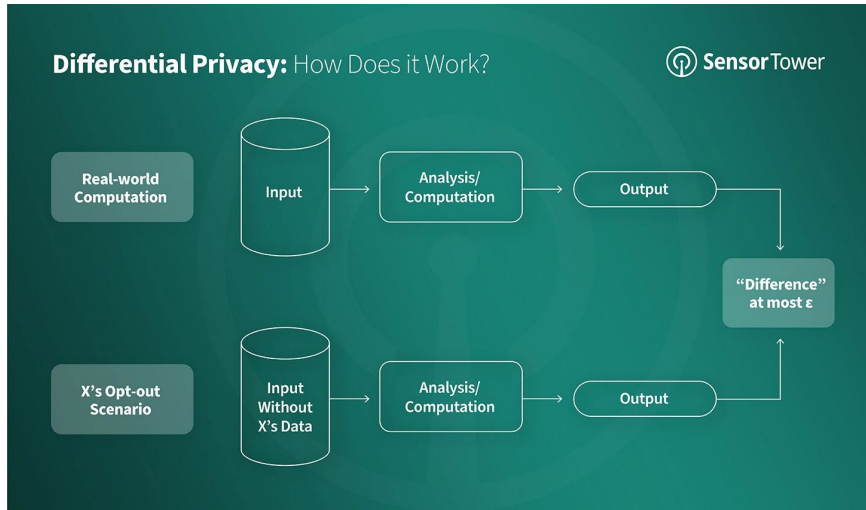 Differential Privacy: How Does it Work?
SensorTower
Real-world
Computation
Input
Analysis/
Computation
Output
“Difference”
at most ε
X’s Opt-out
Scenario
Input
Without
X’s Data
Analysis/
Computation
Output